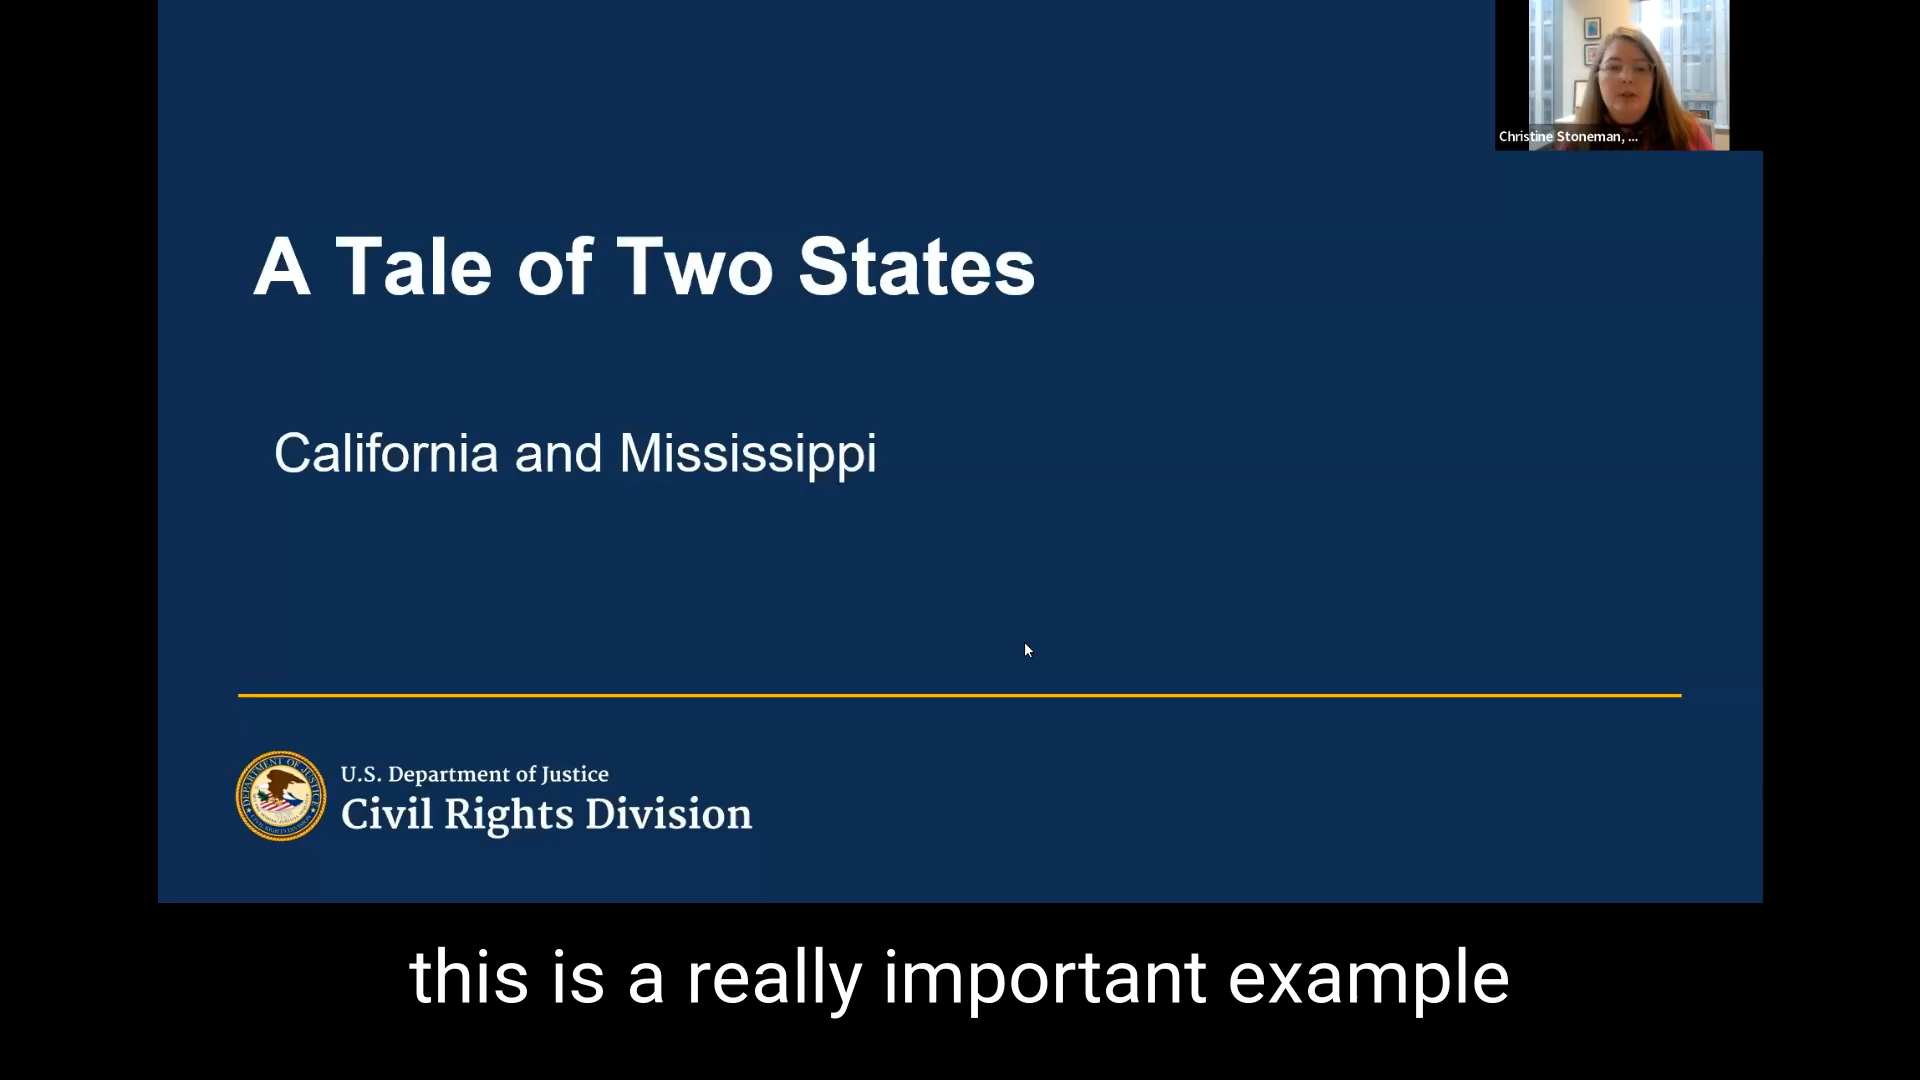 Christine Stoneman, ...
A Tale of Two States
California and Mississippi
U.S. Department of Justice
Civil Rights Division
this is a really important example